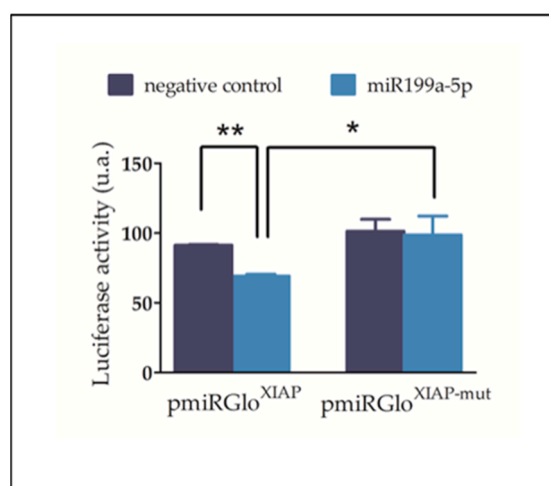 negative control miR199a-5p
** *
Luciferase activity (u.a.)
150
100
50
0
pmiRGlo^XIAP pmiRGlo^XIAP-mut